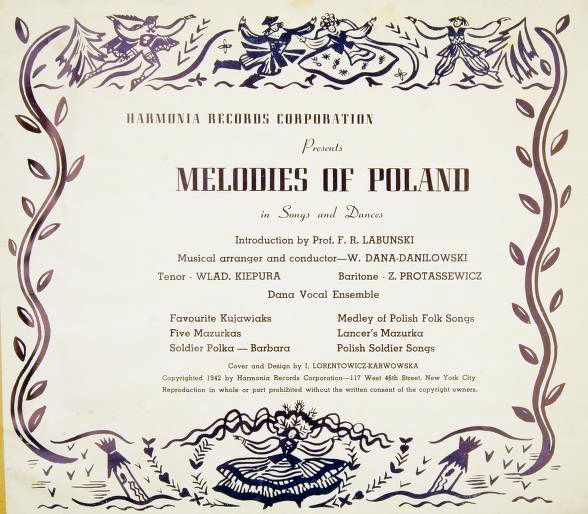 HARMONIA RECORDS CORPORATION
Presents
MELODIES OF POLAND
in Songs and Dances
Introduction by Prof. F. R. LABUNSKI
Musical arranger and conductor—W. DANA-DANILOWSKI
Tenor - WLAD. KIEPURA Baritone - Z. PROTASSEWICZ
Dana Vocal Ensemble
Favourite Kujawiaks Medley of Polish Folk Songs
Five Mazurkas Lancer's Mazurka
Soldier Polka — Barbara Polish Soldier Songs
Cover and Design by I. LORENTOWICZ-KARWOWSKA
Copyrighted 1942 by Harmonia Records Corporation—117 West 46th Street, New York City
Reproduction in whole or part prohibited without the written consent of the copyright owners.